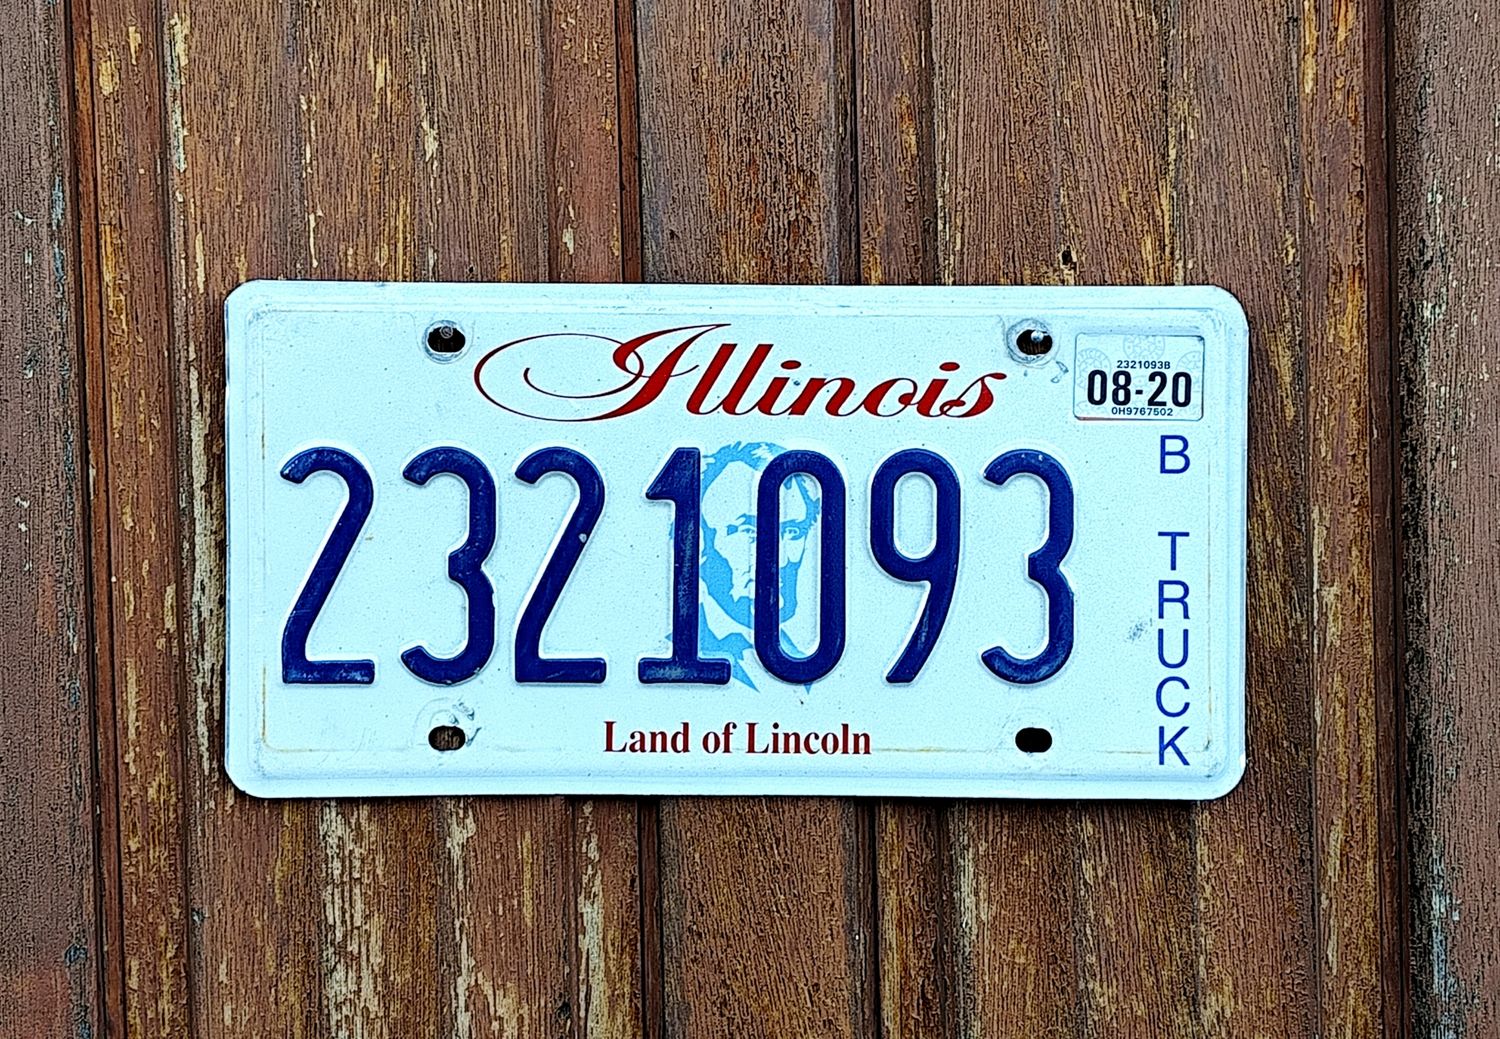 Illinois
2321093B
08-20
0H9767502
2321093
B TRUCK
Land of Lincoln